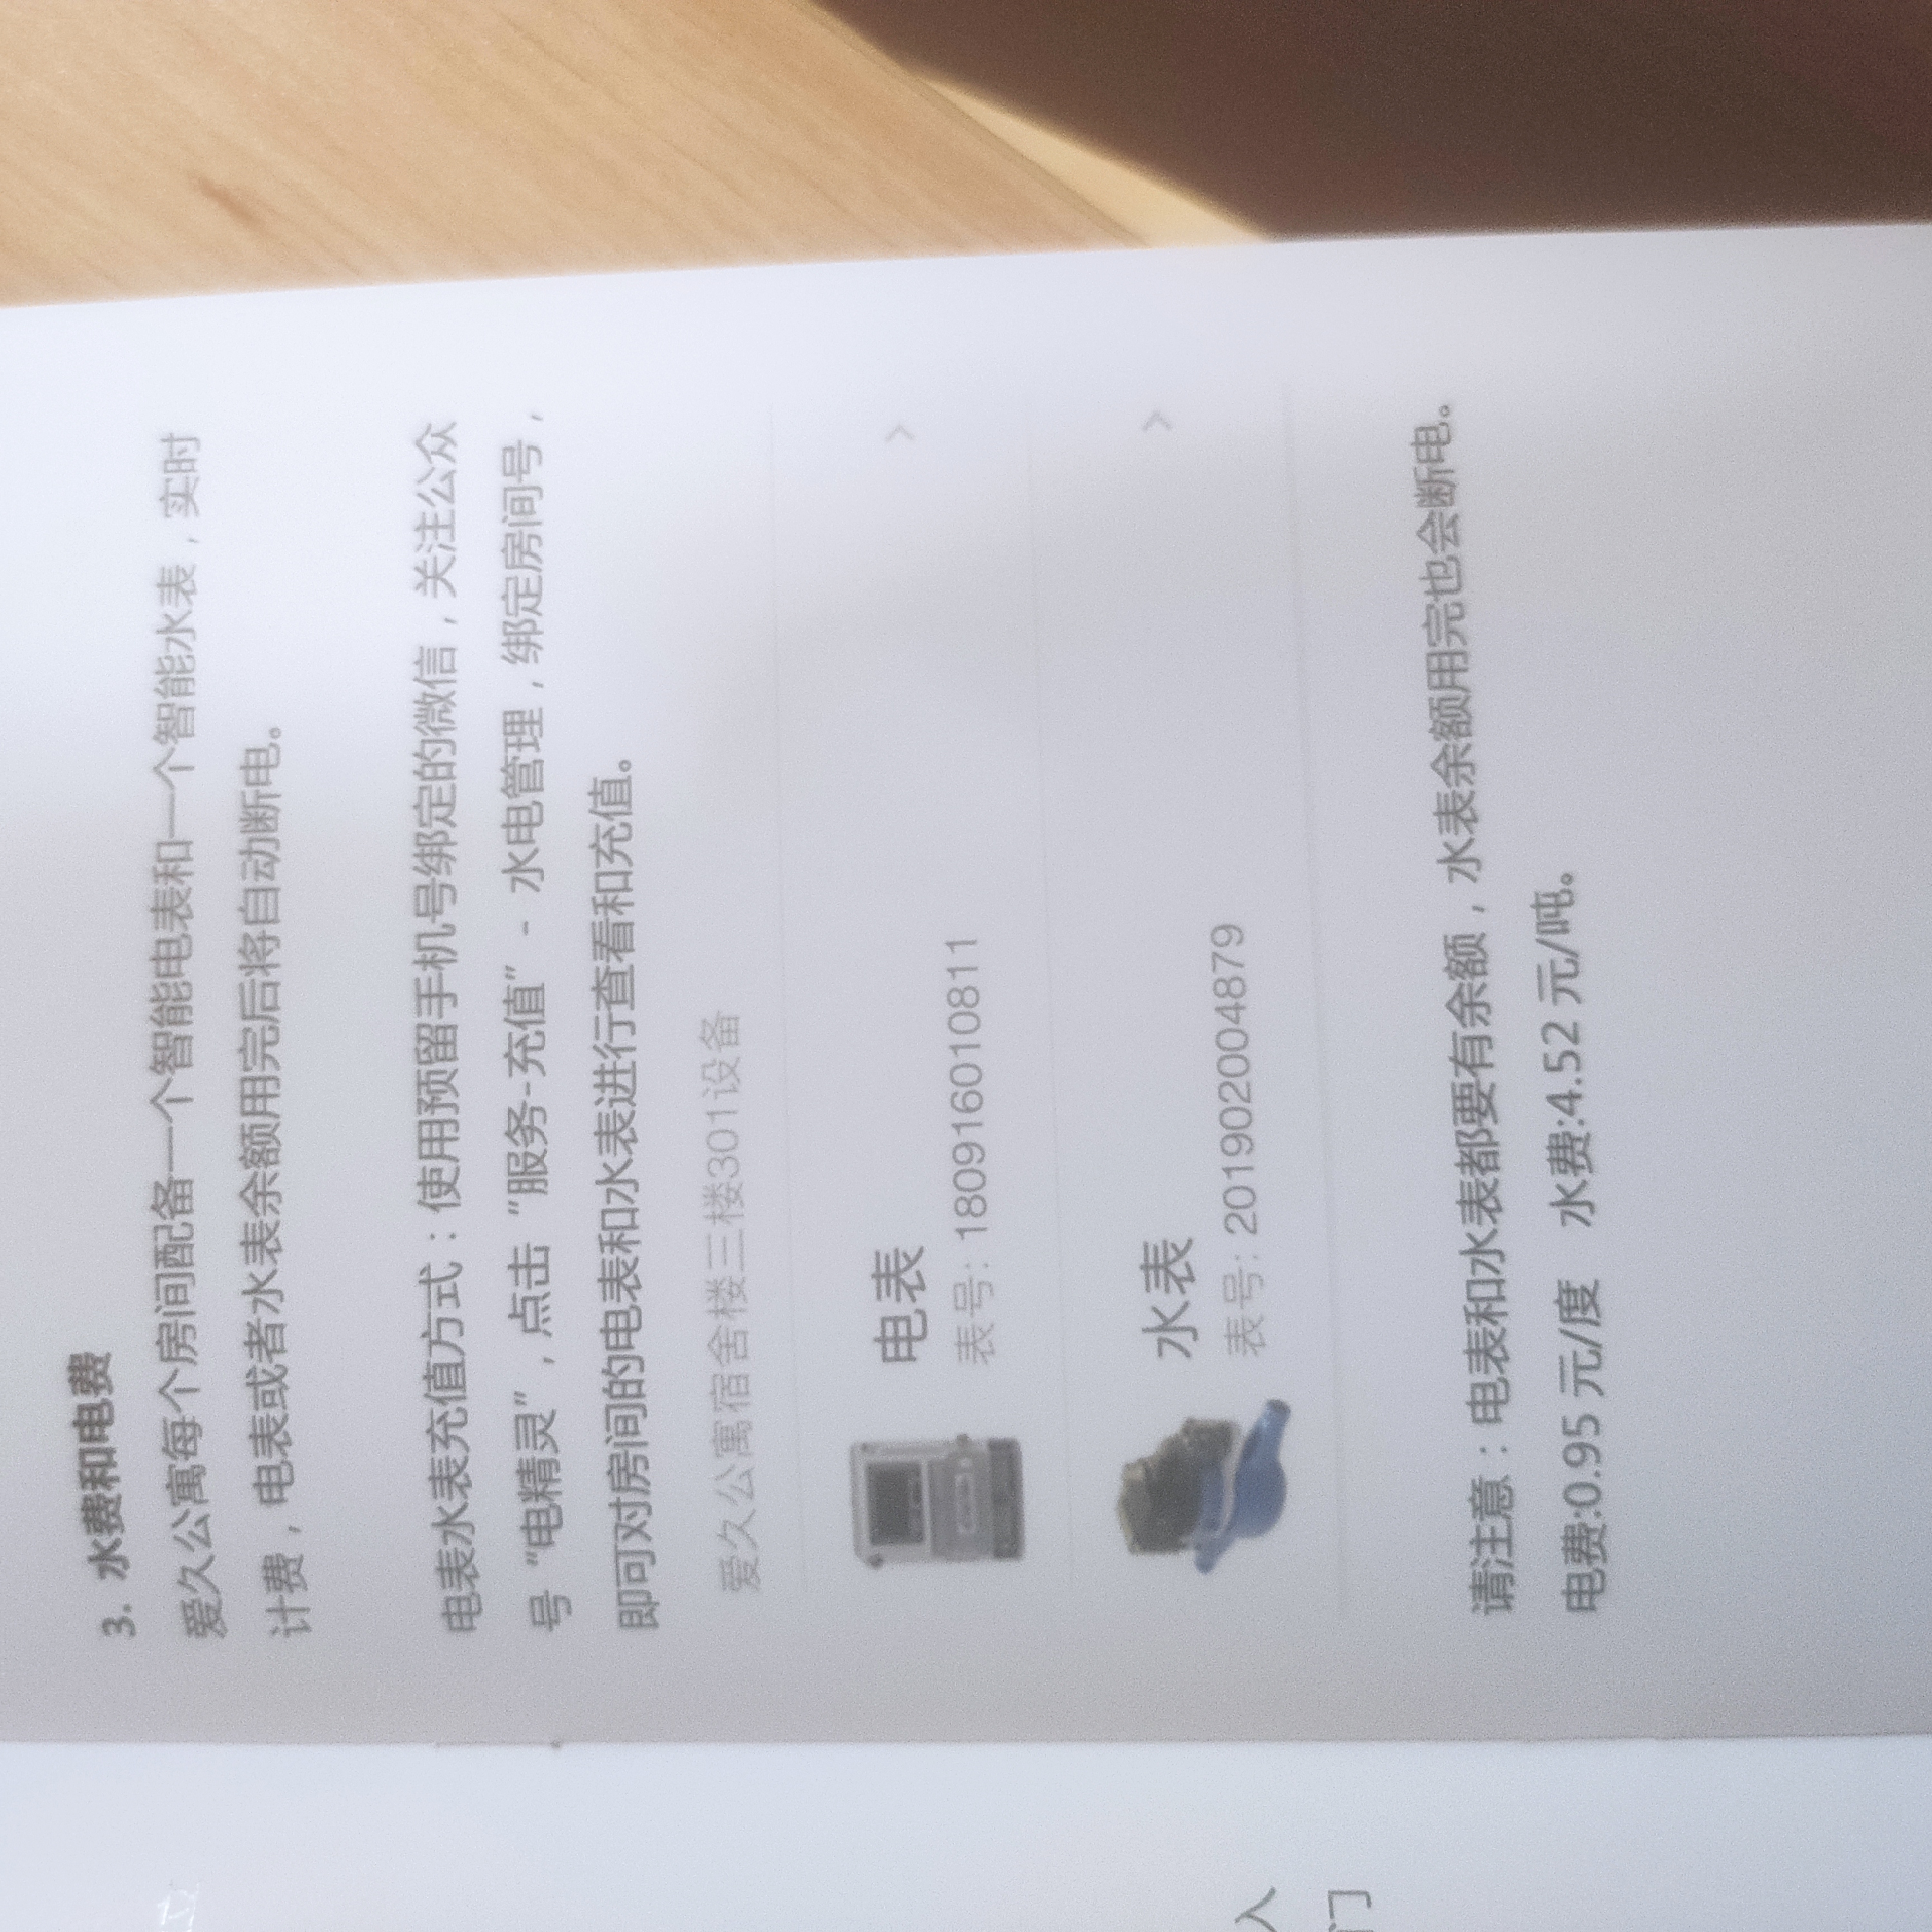 3. 水费和电费
爱久公寓每个房间配备一个智能电表和一个智能水表，实时
计费，电表或者水表余额用完后将自动断电。
电表水表充值方式：使用预留手机号绑定的微信，关注公众
号“电精灵”，点击“服务-充值”- 水电管理，绑定房间号，
即可对房间的电表和水表进行查看和充值。
爱久公寓宿舍楼三楼301设备
电表
表号: 180916010811
水表
表号: 201902004879
请注意：电表和水表都要有余额，水表余额用完也会断电。
电费:0.95 元/度 水费:4.52 元/吨。
入
门